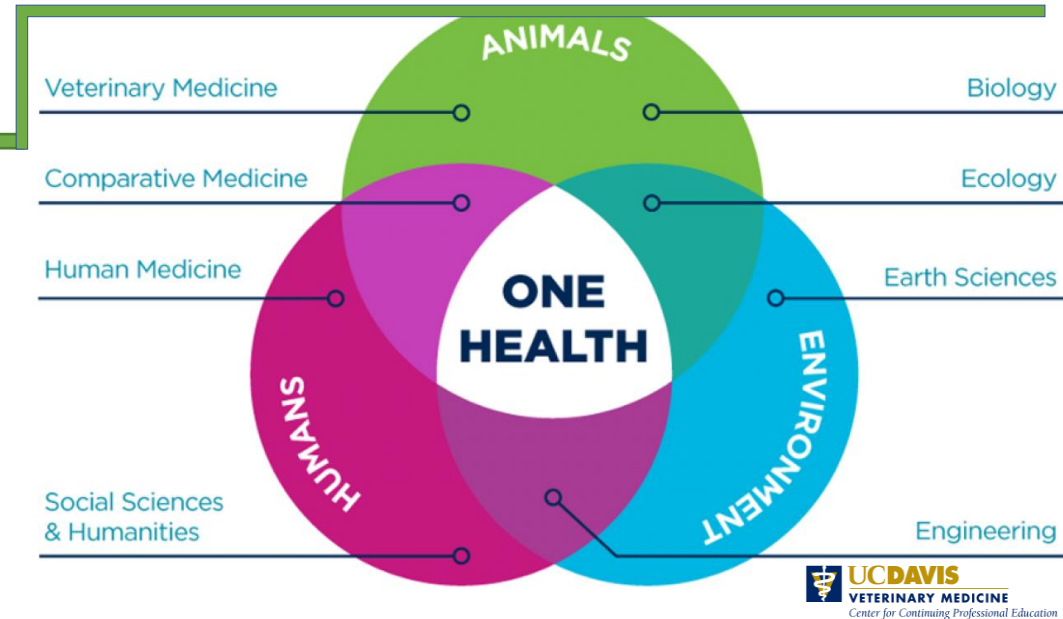 ANIMALS
Veterinary Medicine
Biology
Comparative Medicine
Ecology
Human Medicine
Earth Sciences
ONE
HEALTH
HUMANS
ENVIRONMENT
Social Sciences
& Humanities
Engineering
UCDAVIS
VETERINARY MEDICINE
Center for Continuing Professional Education